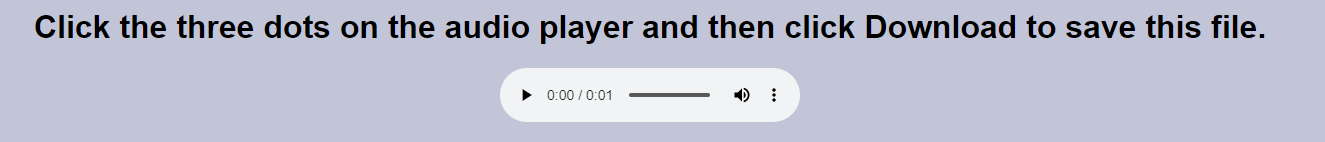 Click the three dots on the audio player and then click Download to save this file.
0:00 / 0:01